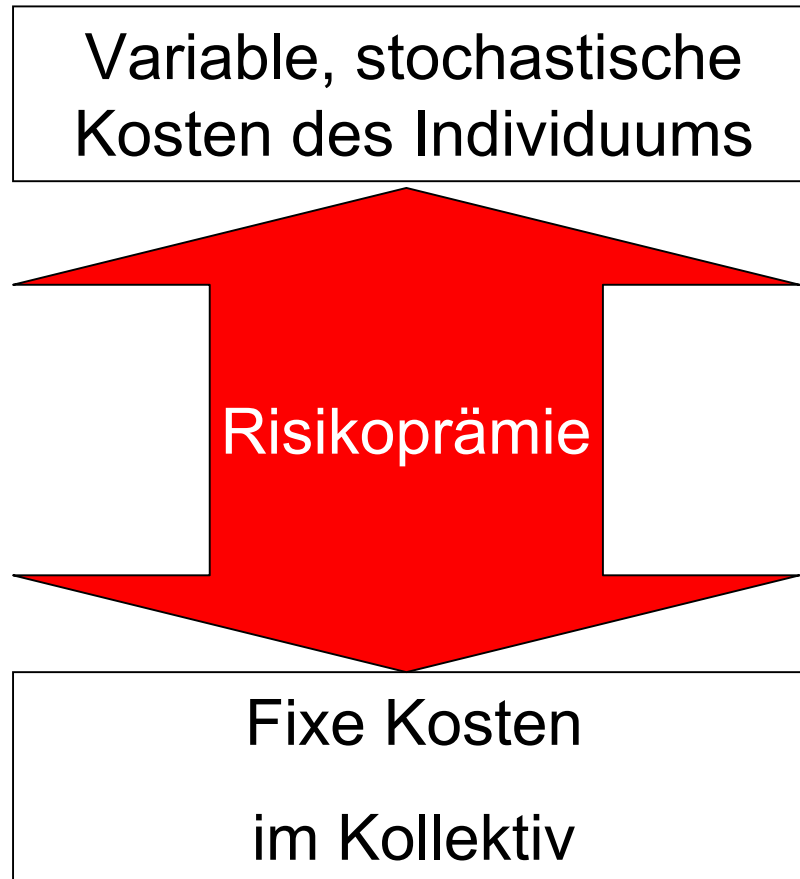 Variable, stochastische
Kosten des Individuums
Risikoprämie
Fixe Kosten
im Kollektiv